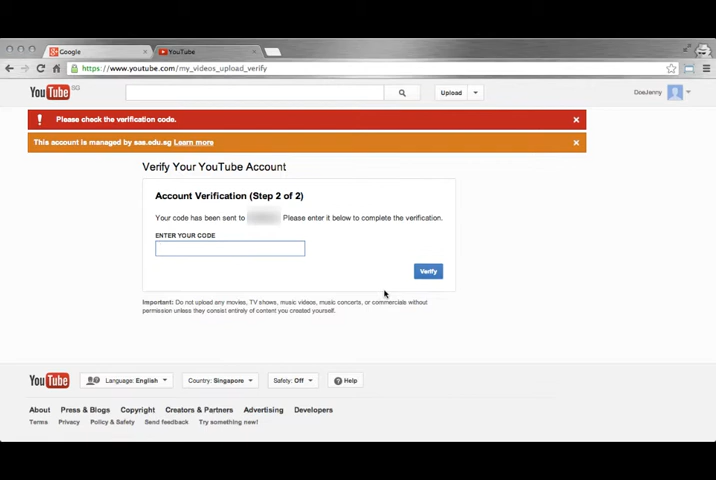 Google
YouTube
https://www.youtube.com/my_videos_upload_verify
YouTube SG
Upload
DoeJenny
! Please check the verification code.
This account is managed by sas.edu.sg Learn more
Verify Your YouTube Account
Account Verification (Step 2 of 2)
Your code has been sent to Please enter it below to complete the verification.
ENTER YOUR CODE
Verify
Important: Do not upload any movies, TV shows, music videos, music concerts, or commercials without
permission unless they consist entirely of content you created yourself.
YouTube Language: English Country: Singapore Safety: Off Help
About Press & Blogs Copyright Creators & Partners Advertising Developers
Terms Privacy Policy & Safety Send feedback Try something new!